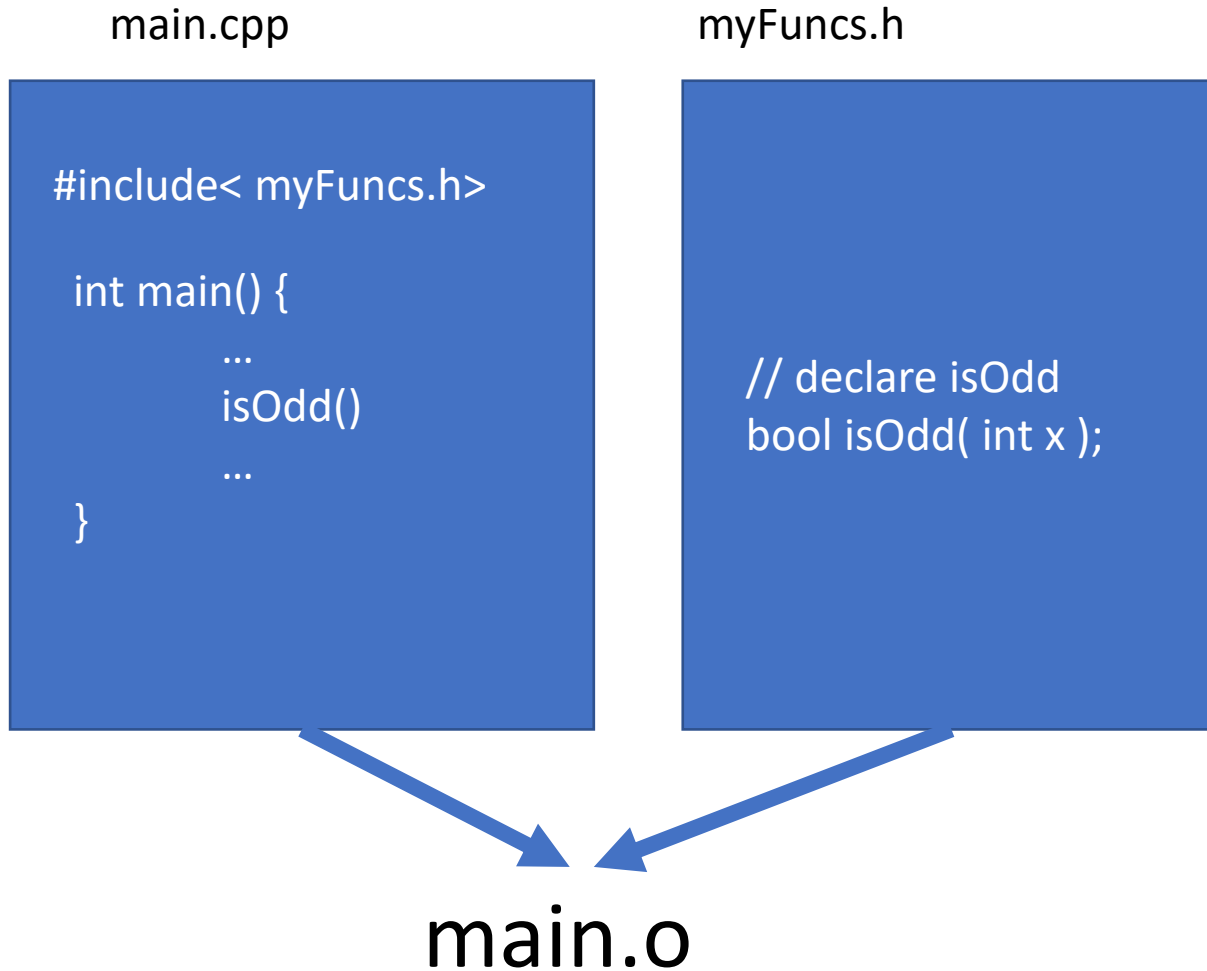 main.cpp
myFuncs.h
#include< myFuncs.h>
int main() {
…
isOdd()
…
}
// declare isOdd
bool isOdd( int x );
main.o